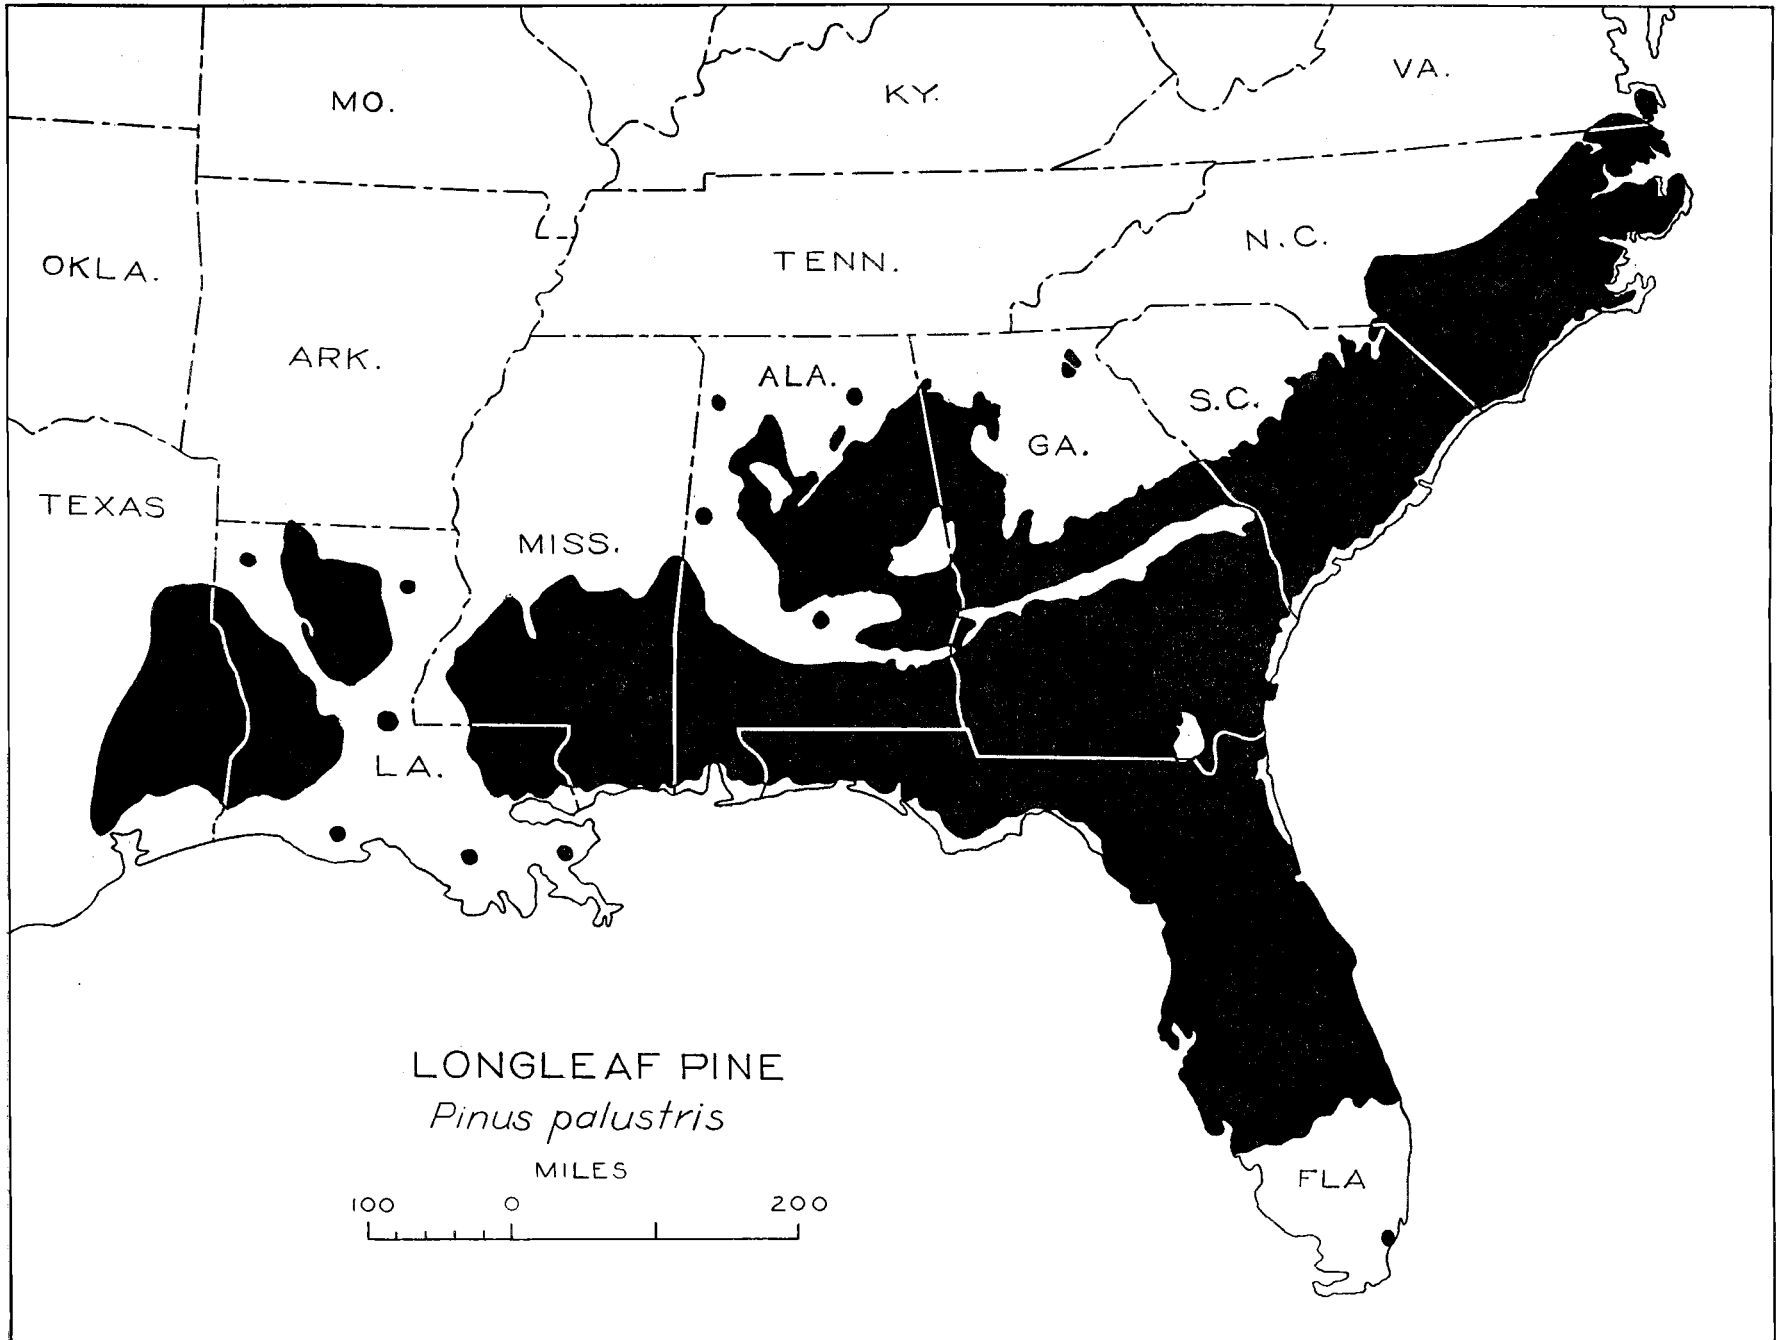 MO.
KY.
VA.
OKLA.
TENN.
N.C.
ARK.
ALA.
S.C.
GA.
TEXAS
MISS.
LA.
LONGLEAF PINE
Pinus palustris
MILES
100 0 200
FLA